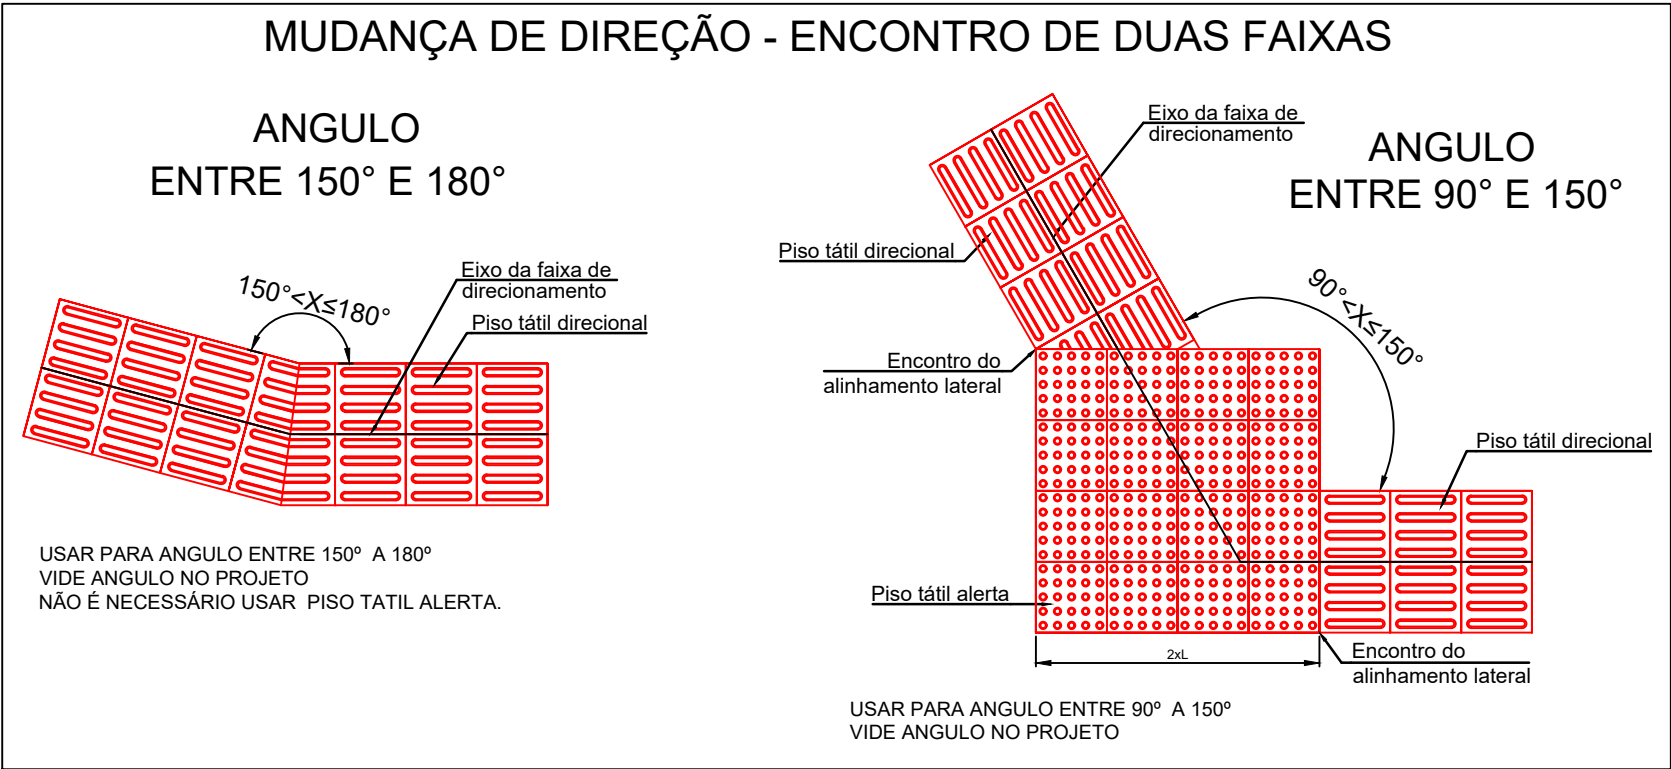 MUDANÇA DE DIREÇÃO - ENCONTRO DE DUAS FAIXAS
ANGULO
ENTRE 150° E 180°
150°<X≤180°
Eixo da faixa de
direcionamento
Piso tátil direcional
USAR PARA ANGULO ENTRE 150º A 180º
VIDE ANGULO NO PROJETO
NÃO É NECESSÁRIO USAR PISO TATIL ALERTA.
ANGULO
ENTRE 90° E 150°
Eixo da faixa de
direcionamento
Piso tátil direcional
90°<X≤150°
Encontro do
alinhamento lateral
Piso tátil direcional
Piso tátil alerta
2xL
Encontro do
alinhamento lateral
USAR PARA ANGULO ENTRE 90º A 150º
VIDE ANGULO NO PROJETO